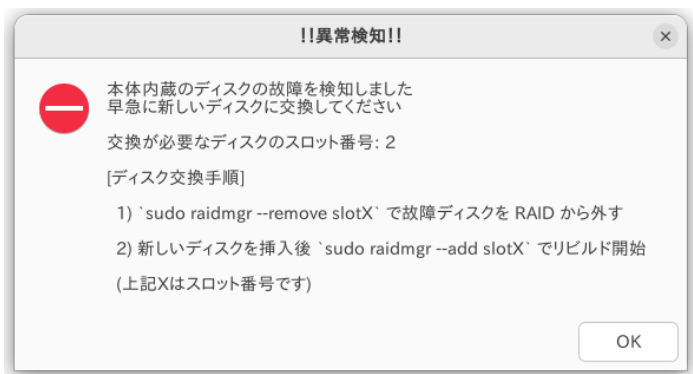 !!異常検知!!
本体内蔵のディスクの故障を検知しました
早急に新しいディスクに交換してください
交換が必要なディスクのスロット番号: 2
[ディスク交換手順]
1) `sudo raidmgr --remove slotX` で故障ディスクを RAID から外す
2) 新しいディスクを挿入後 `sudo raidmgr --add slotX` でリビルド開始
(上記Xはスロット番号です)
OK